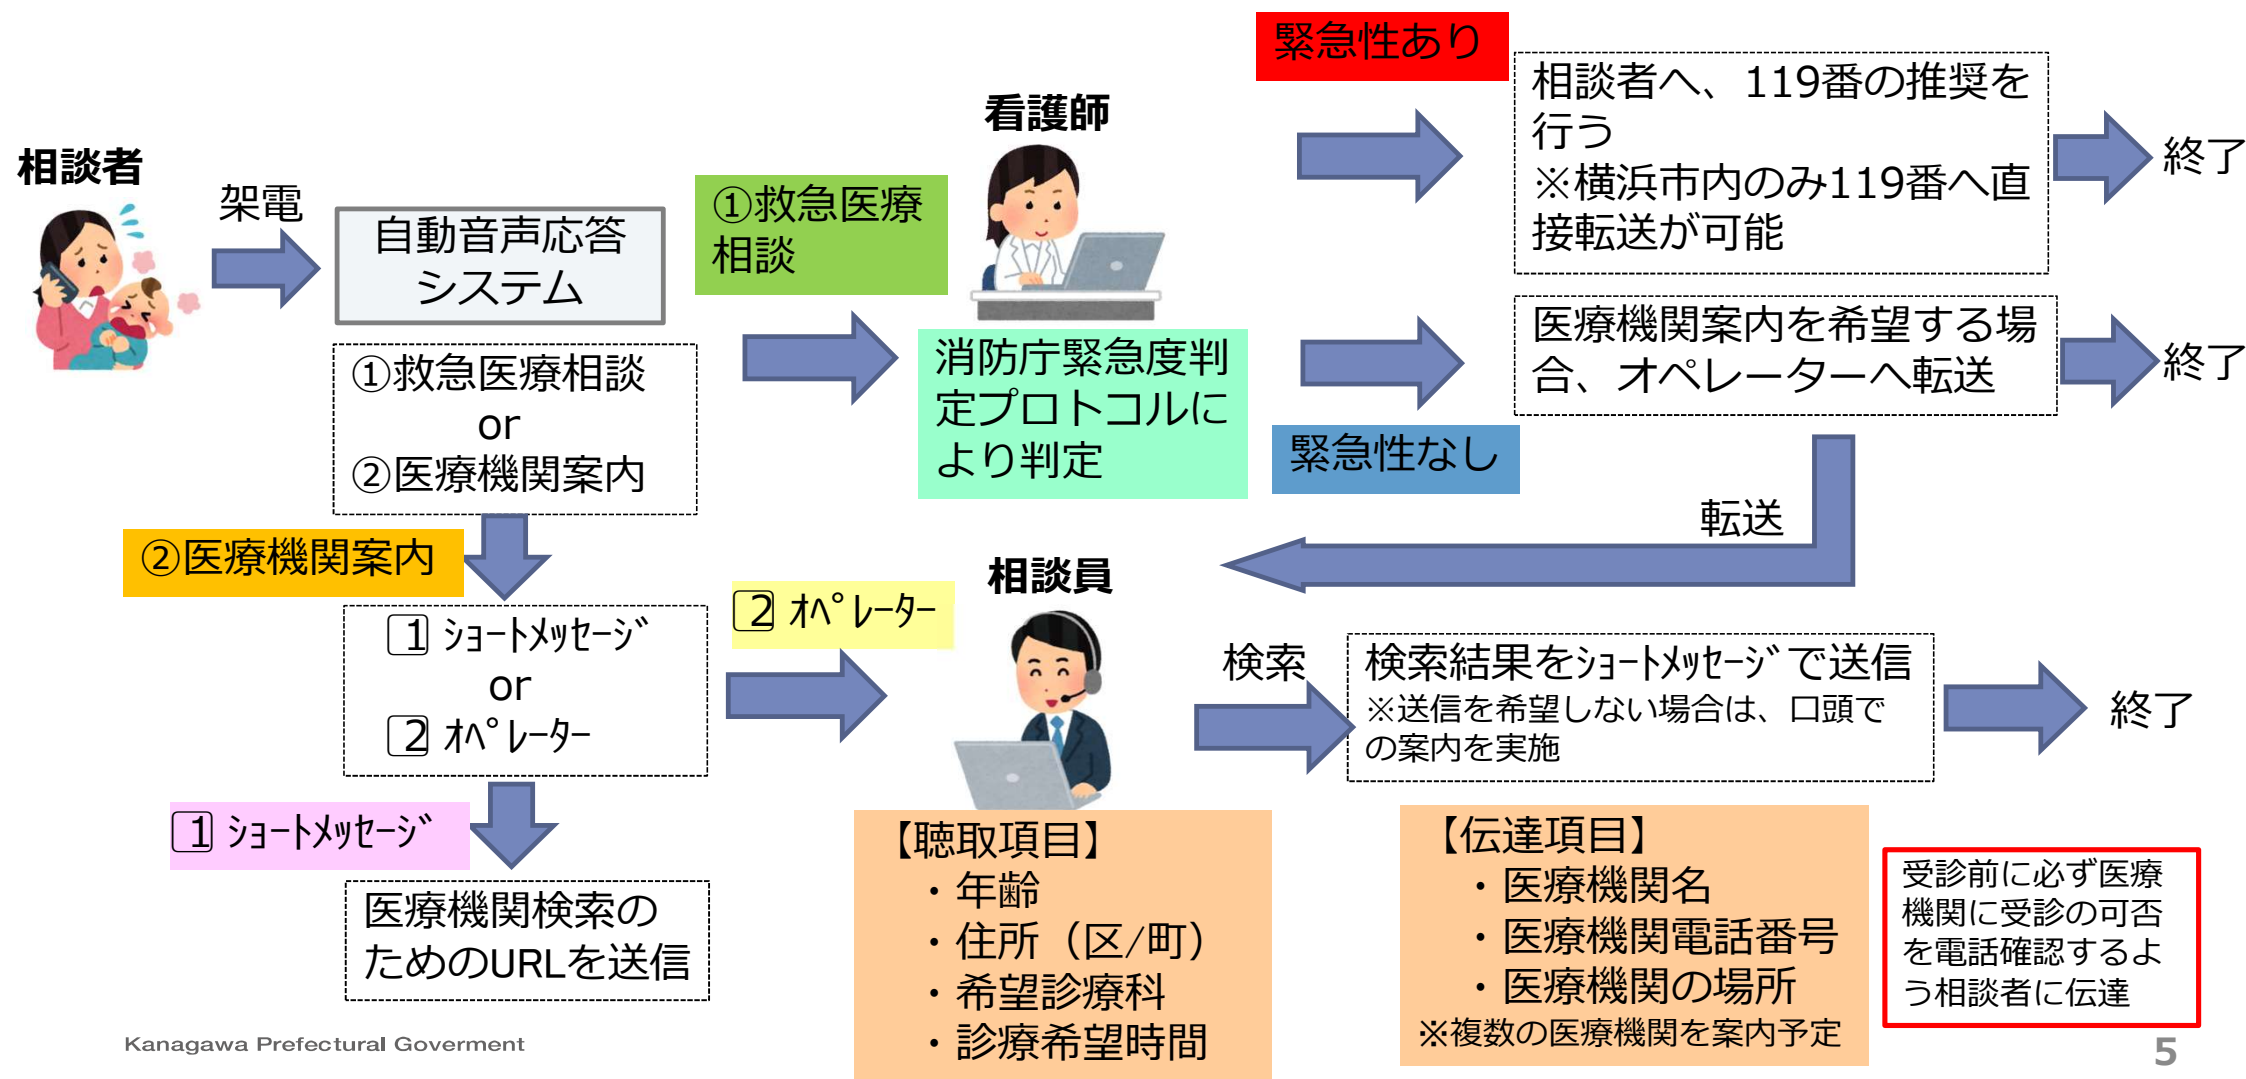 相談者
架電
自動音声応答
システム
①救急医療相談
or
②医療機関案内
①救急医療
相談
看護師
消防庁緊急度判
定プロトコルに
より判定
緊急性あり
相談者へ、119番の推奨を
行う
※横浜市内のみ119番へ直
接転送が可能
終了
緊急性なし
医療機関案内を希望する場
合、オペレーターへ転送
終了
転送
②医療機関案内
1 ｼｮｰﾄﾒｯｾｰｼﾞ
or
2 ｵﾍﾟﾚｰﾀｰ
1 ｼｮｰﾄﾒｯｾｰｼﾞ
医療機関検索の
ためのURLを送信
2 ｵﾍﾟﾚｰﾀｰ
相談員
【聴取項目】
・年齢
・住所（区/町）
・希望診療科
・診療希望時間
検索
検索結果をｼｮｰﾄﾒｯｾｰｼﾞで送信
※送信を希望しない場合は、口頭で
の案内を実施
終了
【伝達項目】
・医療機関名
・医療機関電話番号
・医療機関の場所
※複数の医療機関を案内予定
受診前に必ず医療
機関に受診の可否
を電話確認するよ
う相談者に伝達
Kanagawa Prefectural Goverment
5